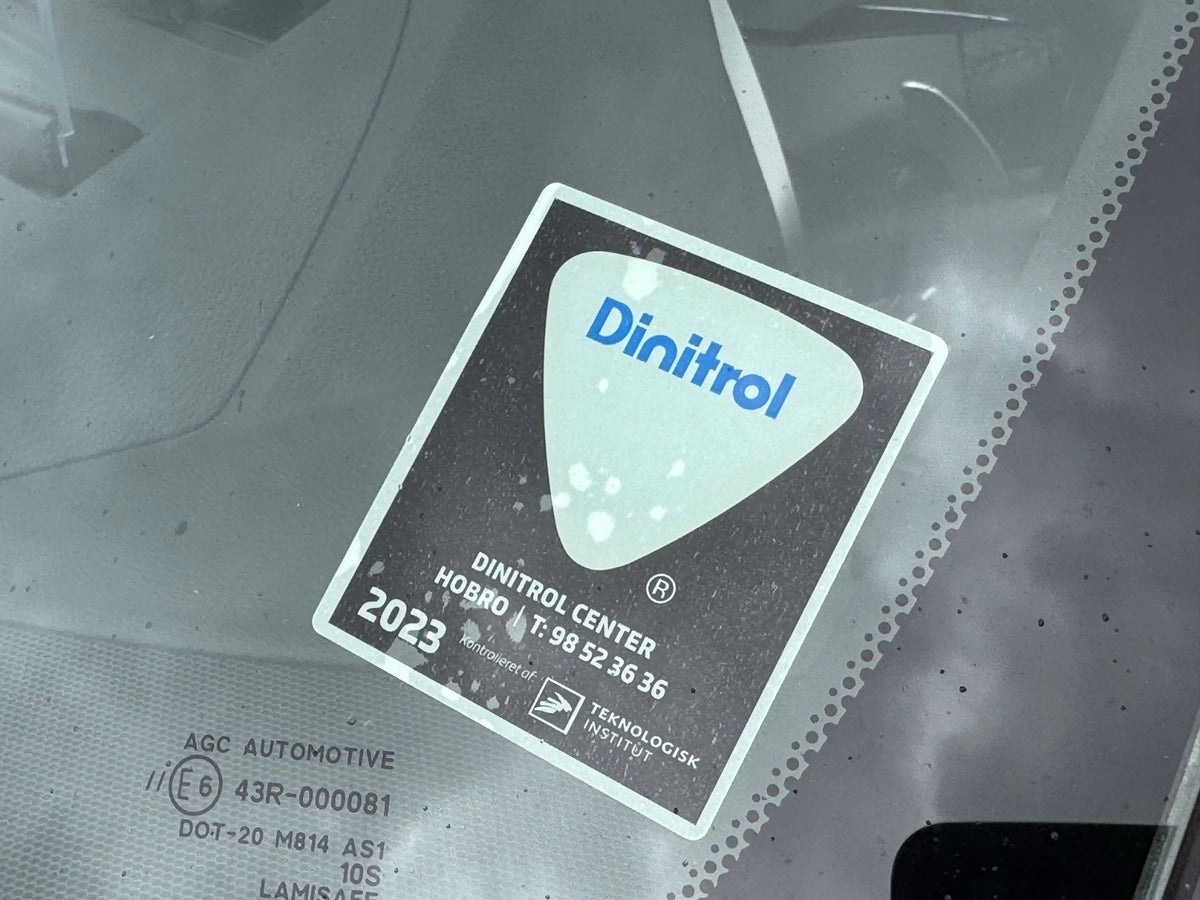 Dinitrol
®
DINITROL CENTER
HOBRO | T: 98 52 36 36
2023
Kontrolleret af
TEKNOLOGISK
INSTITUT
AGC AUTOMOTIVE
//E6 43R-000081
DOT-20 M814 AS1
10S
LAMISAFE